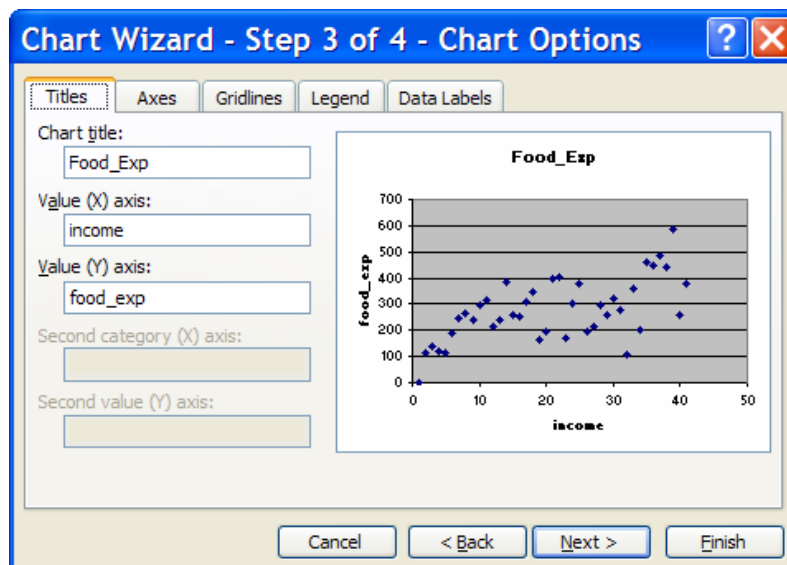 Chart Wizard - Step 3 of 4 - Chart Options
Titles Axes Gridlines Legend Data Labels
Chart title:
Food_Exp
Value (X) axis:
income
Value (Y) axis:
food_exp
Second category (X) axis:
Second value (Y) axis:
Food_Exp
700
600
500
400
300
200
100
0
food_exp
0 10 20 30 40 50
income
Cancel < Back Next > Finish